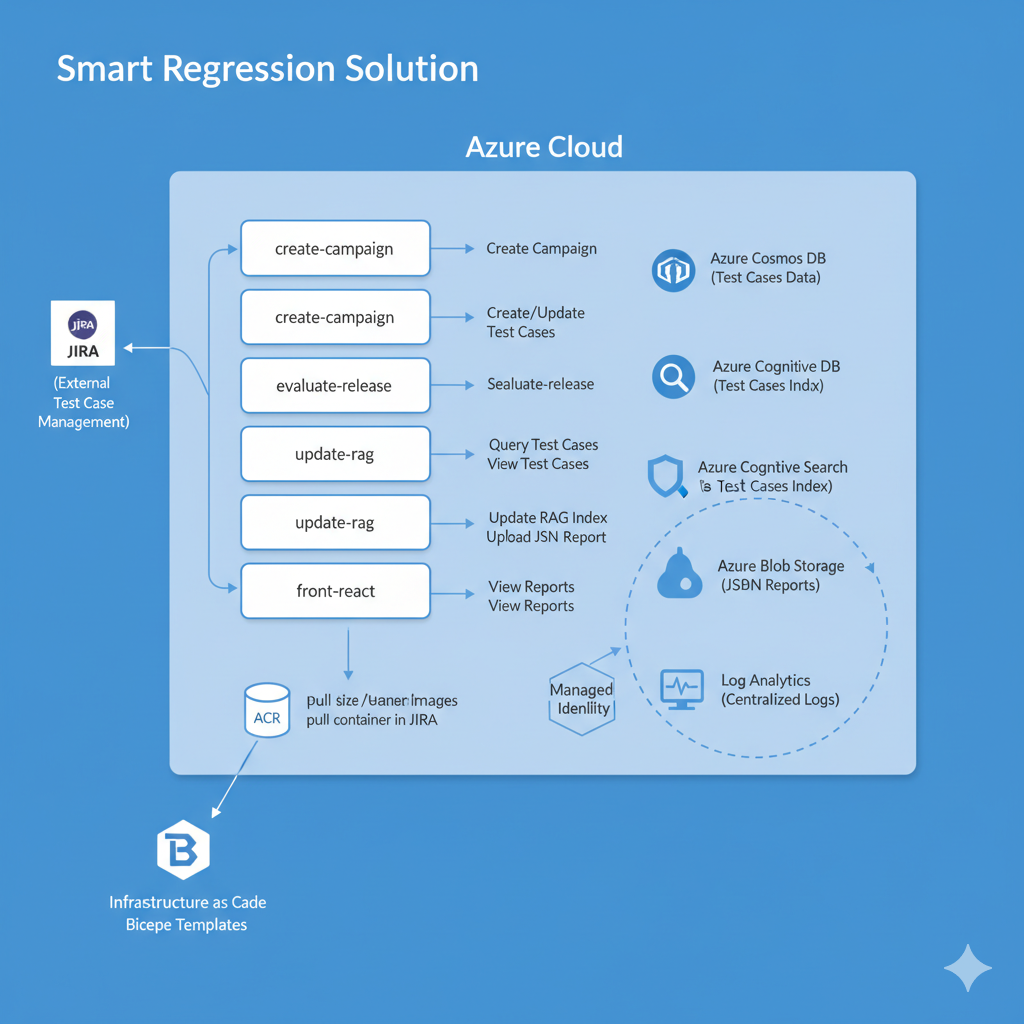 Smart Regression Solution
Azure Cloud
create-campaign
Create Campaign
create-campaign
Create/Update
Test Cases
evaluate-release
Sealuate-release
update-rag
Query Test Cases
View Test Cases
update-rag
Update RAG Index
Upload JSN Report
front-react
View Reports
View Reports
Azure Cosmos DB
(Test Cases Data)
Azure Cognitive DB
(Test Cases Indx)
Azure Cogntive Search
Test Cases Index)
Azure Blob Storage
(JSBN Reports)
Log Analytics
(Centralized Logs)
Managed
JIRA
JIRA
(External
Test Case
Management)
ACR
pull size
pull container in JIRA
B
Infrastructure as Cade
Bicepe Templates